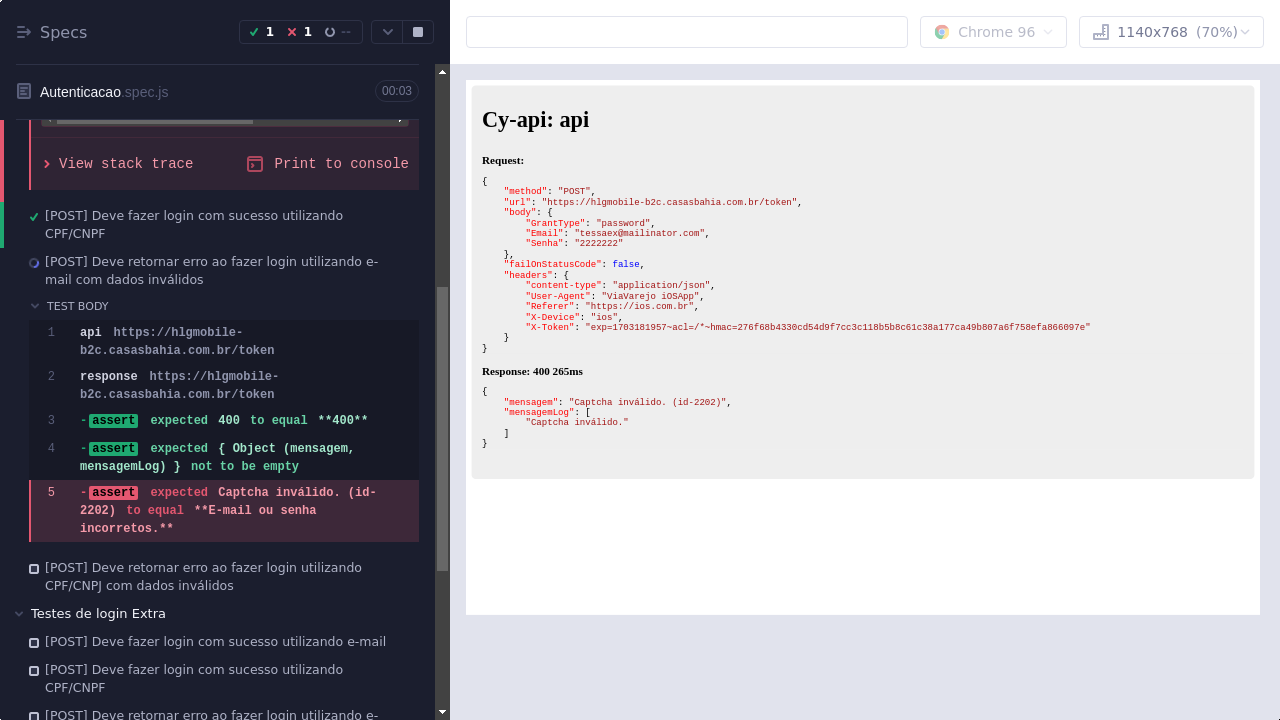 Specs
1
1
--
Chrome 96
1140x768 (70%)
Autenticacao.spec.js
00:03
View stack trace
Print to console
[POST] Deve fazer login com sucesso utilizando
CPF/CNPF
[POST] Deve retornar erro ao fazer login utilizando e-
mail com dados inválidos
TEST BODY
1 api https://hlgmobile-
b2c.casasbahia.com.br/token
2 response https://hlgmobile-
b2c.casasbahia.com.br/token
3 -assert expected 400 to equal **400**
4 -assert expected { Object (mensagem,
mensagemLog) } not to be empty
5 -assert expected Captcha inválido. (id-
2202) to equal **E-mail ou senha
incorretos.**
[POST] Deve retornar erro ao fazer login utilizando
CPF/CNPJ com dados inválidos
Testes de login Extra
[POST] Deve fazer login com sucesso utilizando e-mail
[POST] Deve fazer login com sucesso utilizando
CPF/CNPF
[POST] Deve retornar erro ao fazer login utilizando e-
Cy-api: api
Request:
{
"method": "POST",
"url": "https://hlgmobile-b2c.casasbahia.com.br/token",
"body": {
"GrantType": "password",
"Email": "tessaex@mailinator.com",
"Senha": "2222222"
},
"failOnStatusCode": false,
"headers": {
"content-type": "application/json",
"User-Agent": "ViaVarejo iOSApp",
"Referer": "https://ios.com.br",
"X-Device": "ios",
"X-Token": "exp=1703181957~acl=/*~hmac=276f68b4330cd54d9f7cc3c118b5b8c61c38a177ca49b807a6f758efa866097e"
}
}
Response: 400 265ms
{
"mensagem": "Captcha inválido. (id-2202)",
"mensagemLog": [
"Captcha inválido."
]
}